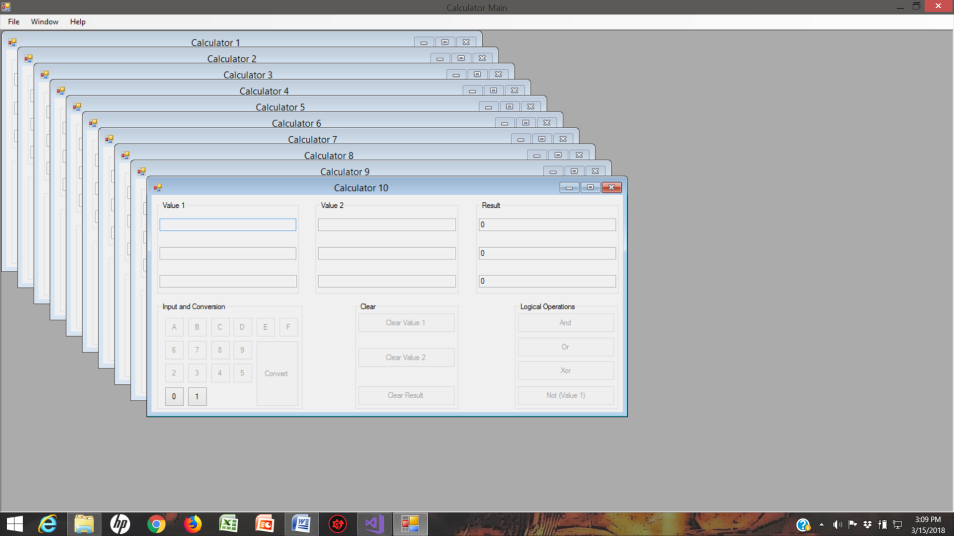 Calculator Main
File Window Help
Calculator 1
Calculator 2
Calculator 3
Calculator 4
Calculator 5
Calculator 6
Calculator 7
Calculator 8
Calculator 9
Calculator 10
Value 1 Value 2 Result
0
0
0
Input and Conversion Clear Logical Operations
A B C D E F Clear Value 1 And
6 7 8 9 Convert Clear Value 2 Or
2 3 4 5 Xor
0 1 Clear Result Not (Value 1)
3:09 PM
3/15/2018